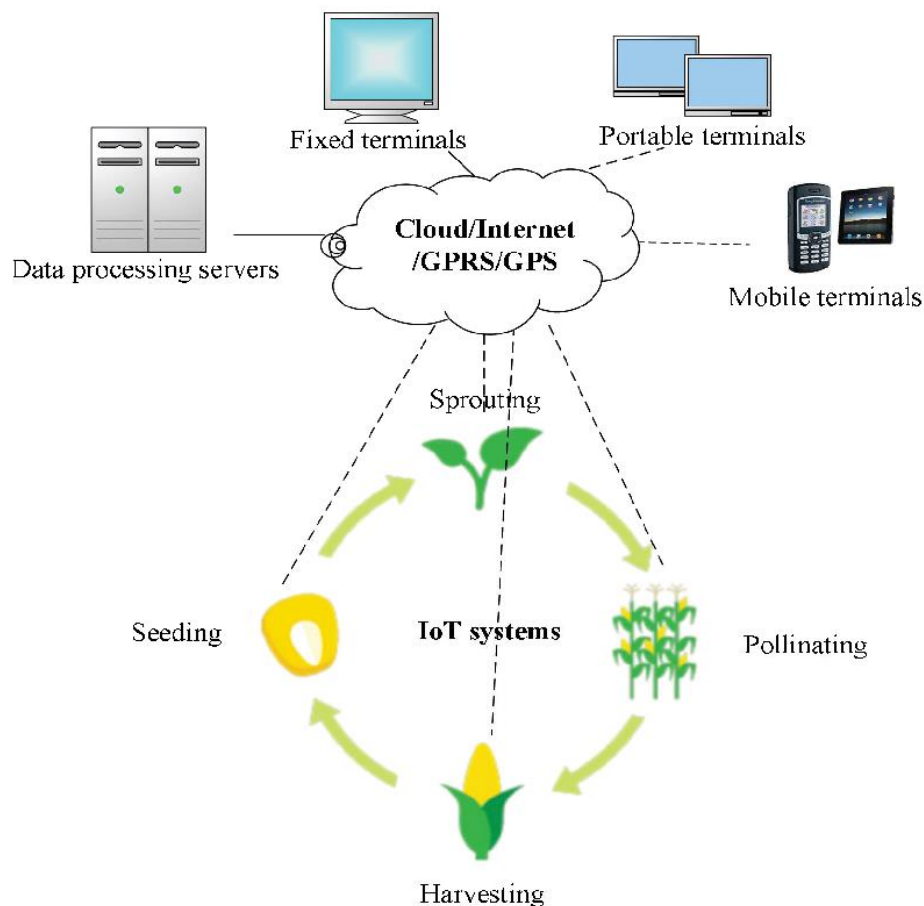 Fixed terminals
Portable terminals
Data processing servers
Cloud/Internet
/GPRS/GPS
Mobile terminals
Sprouting
Seeding
IoT systems
Pollinating
Harvesting